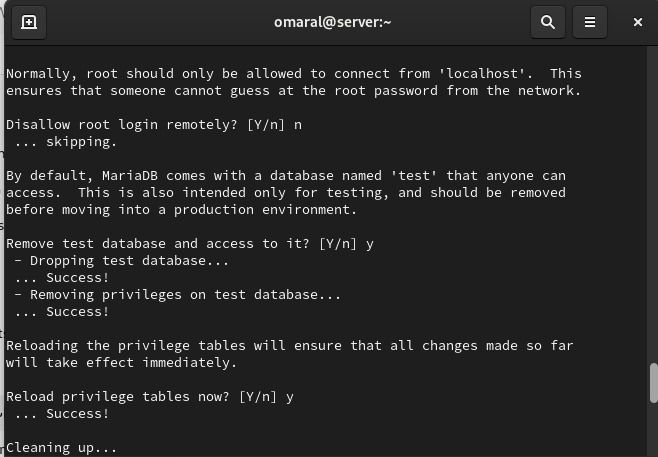 omaral@server:~
Normally, root should only be allowed to connect from 'localhost'.  This
ensures that someone cannot guess at the root password from the network.
Disallow root login remotely? [Y/n] n
 ... skipping.
By default, MariaDB comes with a database named 'test' that anyone can
access.  This is also intended only for testing, and should be removed
before moving into a production environment.
Remove test database and access to it? [Y/n] y
 - Dropping test database...
 ... Success!
 - Removing privileges on test database...
 ... Success!
Reloading the privilege tables will ensure that all changes made so far
will take effect immediately.
Reload privilege tables now? [Y/n] y
 ... Success!
Cleaning up...